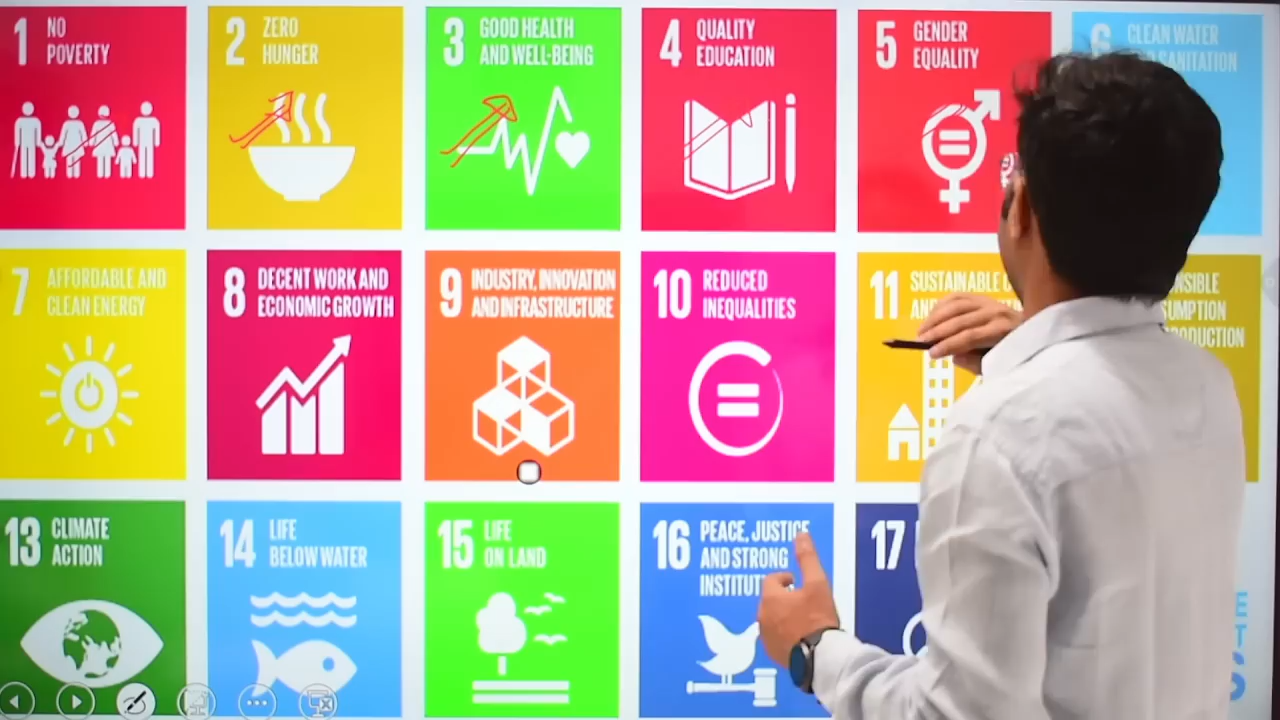 1 NO
POVERTY
2 ZERO
HUNGER
3 GOOD HEALTH
AND WELL-BEING
4 QUALITY
EDUCATION
5 GENDER
EQUALITY
6 CLEAN WATER
SANITATION
7 AFFORDABLE AND
CLEAN ENERGY
8 DECENT WORK AND
ECONOMIC GROWTH
9 INDUSTRY, INNOVATION
AND INFRASTRUCTURE
10 REDUCED
INEQUALITIES
11 SUSTAINABLE
13 CLIMATE
ACTION
14 LIFE
BELOW WATER
15 LIFE
ON LAND
16 PEACE, JUSTICE
AND STRONG
17